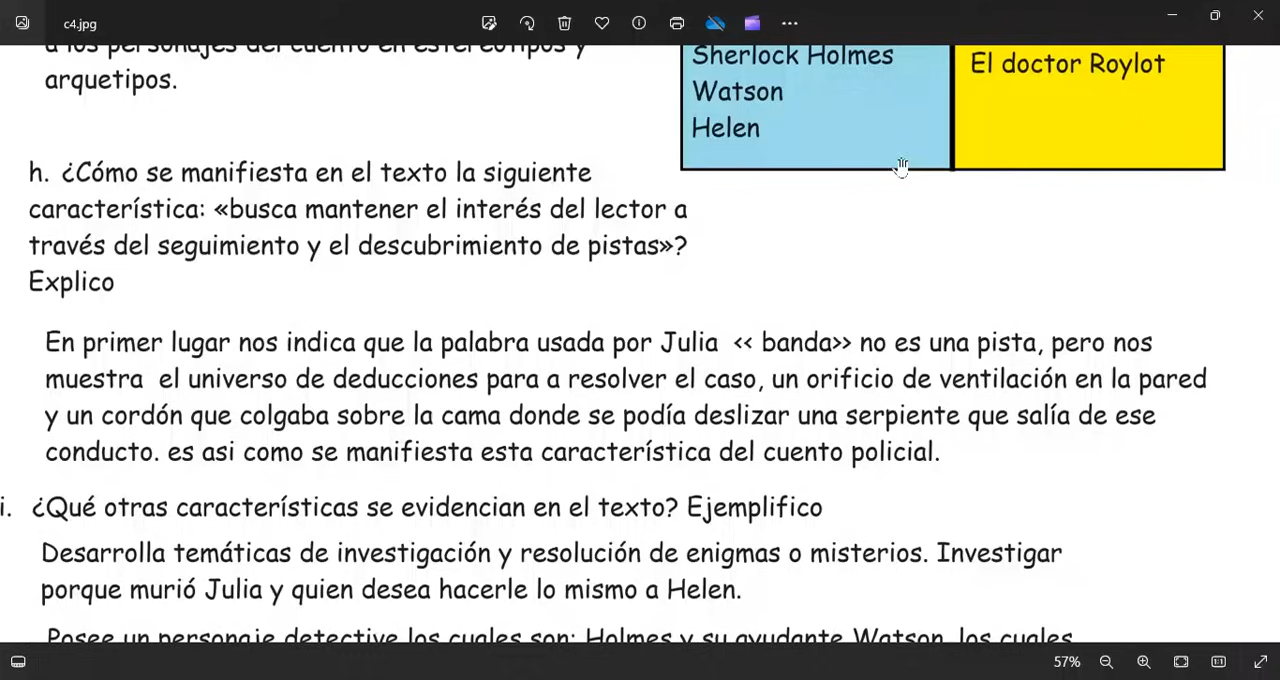 c4.jpg
a los personajes del cuento en estereotipos y
arquetipos.
Sherlock Holmes
Watson
Helen
El doctor Roylot
h. ¿Cómo se manifiesta en el texto la siguiente
característica: «busca mantener el interés del lector a
través del seguimiento y el descubrimiento de pistas»?
Explico
En primer lugar nos indica que la palabra usada por Julia << banda>> no es una pista, pero nos
muestra el universo de deducciones para a resolver el caso, un orificio de ventilación en la pared
y un cordón que colgaba sobre la cama donde se podía deslizar una serpiente que salía de ese
conducto. es asi como se manifiesta esta característica del cuento policial.
i. ¿Qué otras características se evidencian en el texto? Ejemplifico
Desarrolla temáticas de investigación y resolución de enigmas o misterios. Investigar
porque murió Julia y quien desea hacerle lo mismo a Helen.
Posee un personaje detective los cuales son: Holmes y su ayudante Watson, los cuales
57%